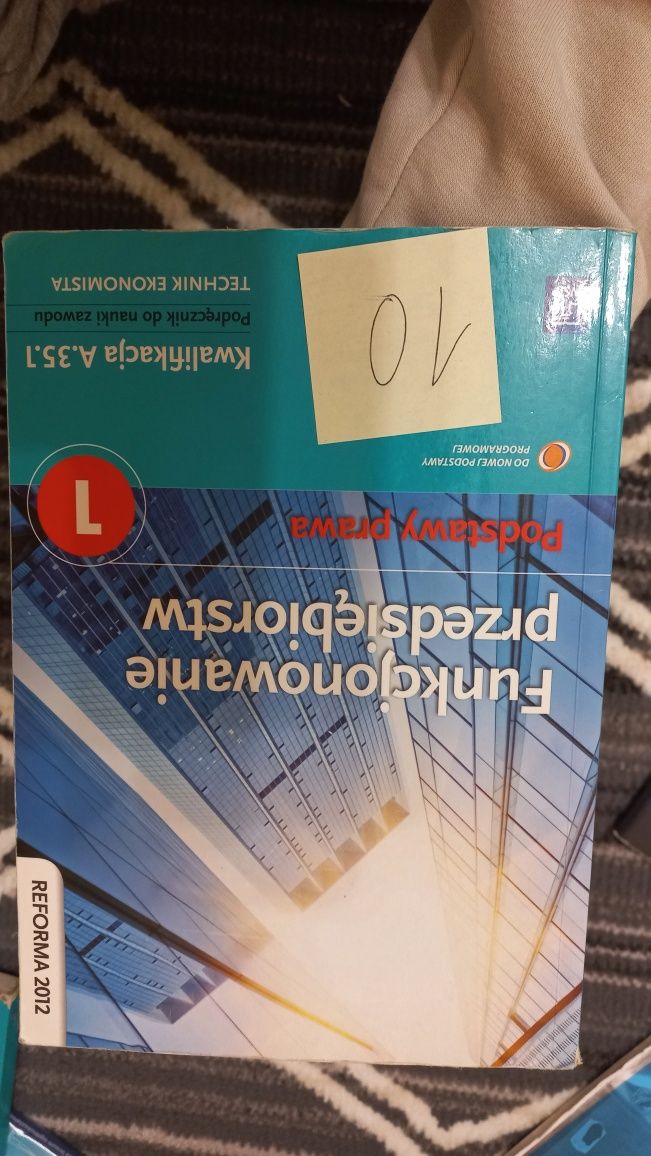 REFORMA 2012
Funkcjonowanie
przedsiębiorstw
Podstawy prawa
1
DO NOWEJ PODSTAWY
PROGRAMOWEJ
Kwalifikacja A.35.1
Podręcznik do nauki zawodu
TECHNIK EKONOMISTA
10